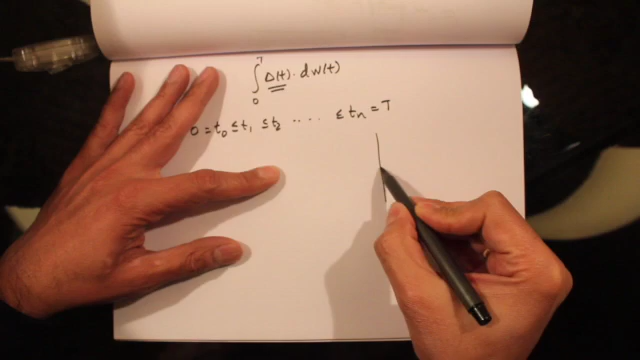 ∫₀ᵀ Δ(t) · dW(t)
0 = t₀ ≤ t₁ ≤ t₂ .... ≤ tn = T